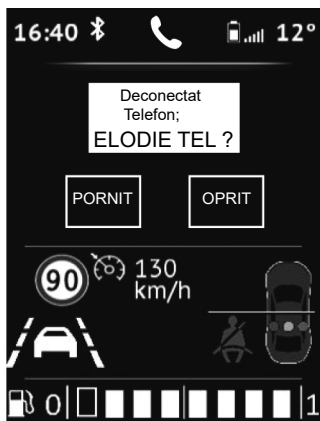 16:40 12°
Deconectat
Telefon;
ELODIE TEL ?
PORNIT OPRIT
90 130
km/h
0 1